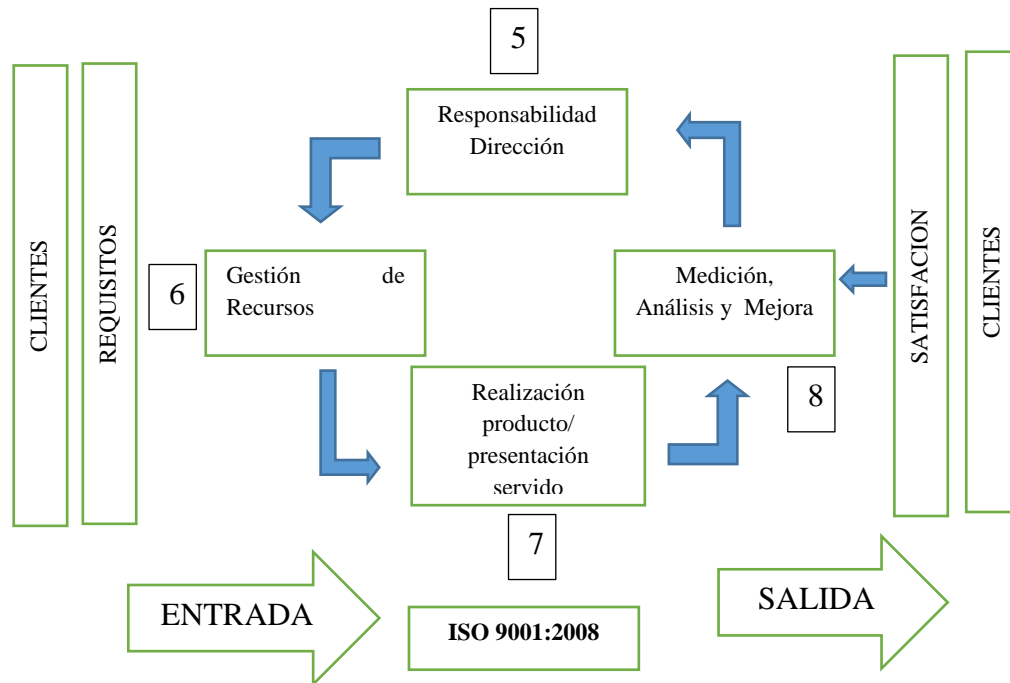 5
Responsabilidad
Dirección
CLIENTES
REQUISITOS
6
Gestión de
Recursos
Medición,
Análisis y Mejora
SATISFACION
CLIENTES
8
Realización
producto/
presentación
servido
7
ENTRADA
ISO 9001:2008
SALIDA